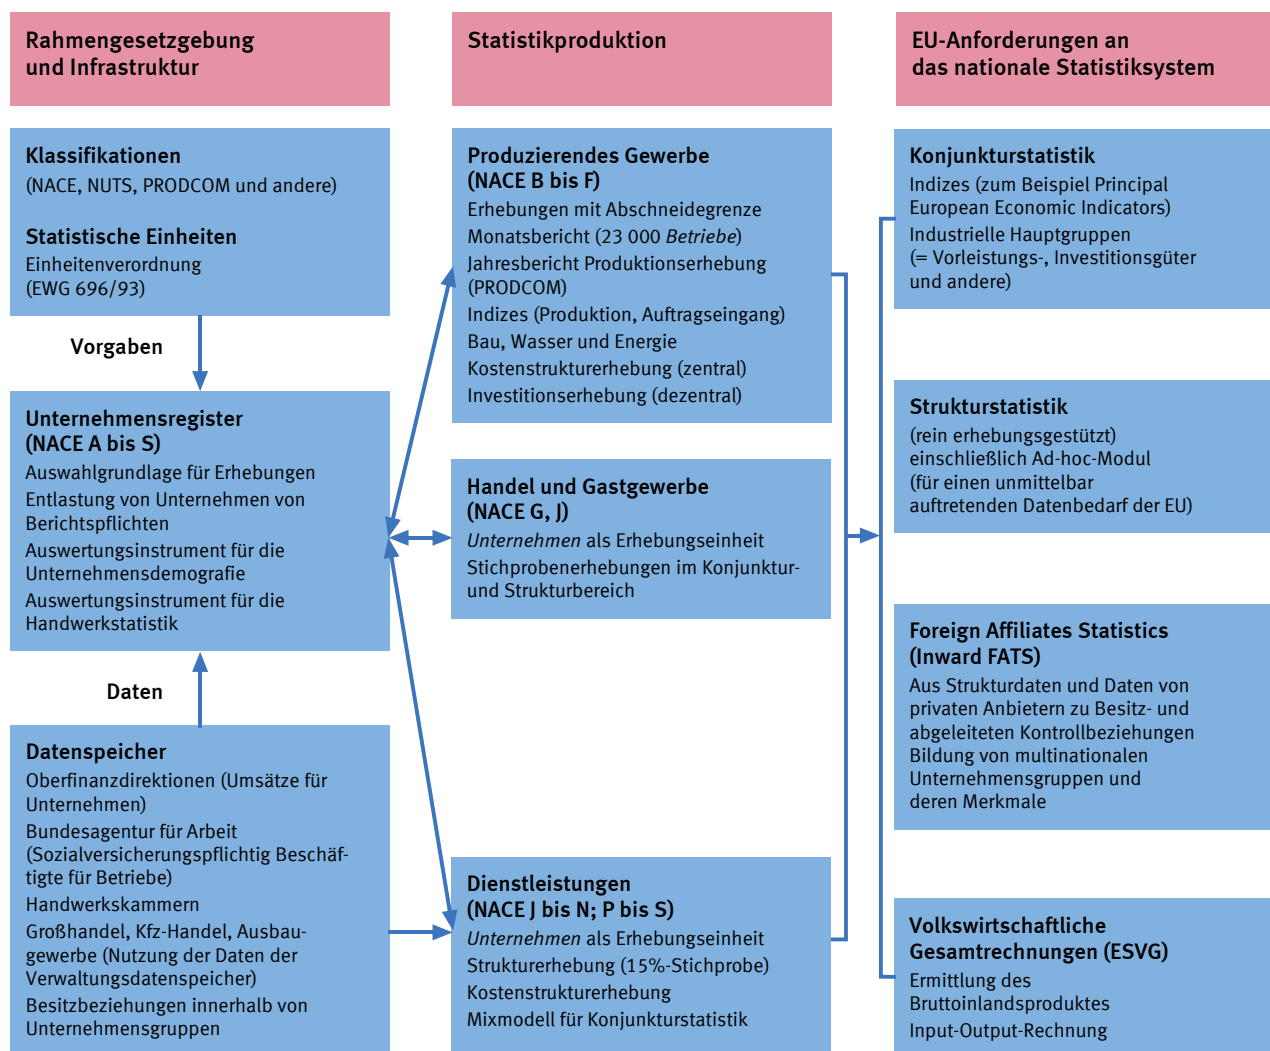 Rahmengesetzgebung
und Infrastruktur
Klassifikationen
(NACE, NUTS, PRODCOM und andere)
Statistische Einheiten
Einheitenverordnung
(EWG 696/93)
Vorgaben
Unternehmensregister
(NACE A bis S)
Auswahlgrundlage für Erhebungen
Entlastung von Unternehmen von
Berichtspflichten
Auswertungsinstrument für die
Unternehmensdemografie
Auswertungsinstrument für die
Handwerkstatistik
Daten
Datenspeicher
Oberfinanzdirektionen (Umsätze für
Unternehmen)
Bundesagentur für Arbeit
(Sozialversicherungspflichtig Beschäf-
tigte für Betriebe)
Handwerkskammern
Großhandel, Kfz-Handel, Ausbau-
gewerbe (Nutzung der Daten der
Verwaltungsdatenspeicher)
Besitzbeziehungen innerhalb von
Unternehmensgruppen
Statistikproduktion
Produzierendes Gewerbe
(NACE B bis F)
Erhebungen mit Abschneidegrenze
Monatsbericht (23 000 Betriebe)
Jahresbericht Produktionserhebung
(PRODCOM)
Indizes (Produktion, Auftragseingang)
Bau, Wasser und Energie
Kostenstrukturerhebung (zentral)
Investitionserhebung (dezentral)
Handel und Gastgewerbe
(NACE G, J)
Unternehmen als Erhebungseinheit
Stichprobenerhebungen im Konjunktur-
und Strukturbereich
Dienstleistungen
(NACE J bis N; P bis S)
Unternehmen als Erhebungseinheit
Strukturerhebung (15%-Stichprobe)
Kostenstrukturerhebung
Mixmodell für Konjunkturstatistik
EU-Anforderungen an
das nationale Statistiksystem
Konjunkturstatistik
Indizes (zum Beispiel Principal
European Economic Indicators)
Industrielle Hauptgruppen
(= Vorleistungs-, Investitionsgüter
und andere)
Strukturstatistik
(rein erhebungsgestützt)
einschließlich Ad-hoc-Modul
(für einen unmittelbar
auftretenden Datenbedarf der EU)
Foreign Affiliates Statistics
(Inward FATS)
Aus Strukturdaten und Daten von
privaten Anbietern zu Besitz- und
abgeleiteten Kontrollbeziehungen
Bildung von multinationalen
Unternehmensgruppen und
deren Merkmale
Volkswirtschaftliche
Gesamtrechnungen (ESVG)
Ermittlung des
Bruttoinlandsproduktes
Input-Output-Rechnung